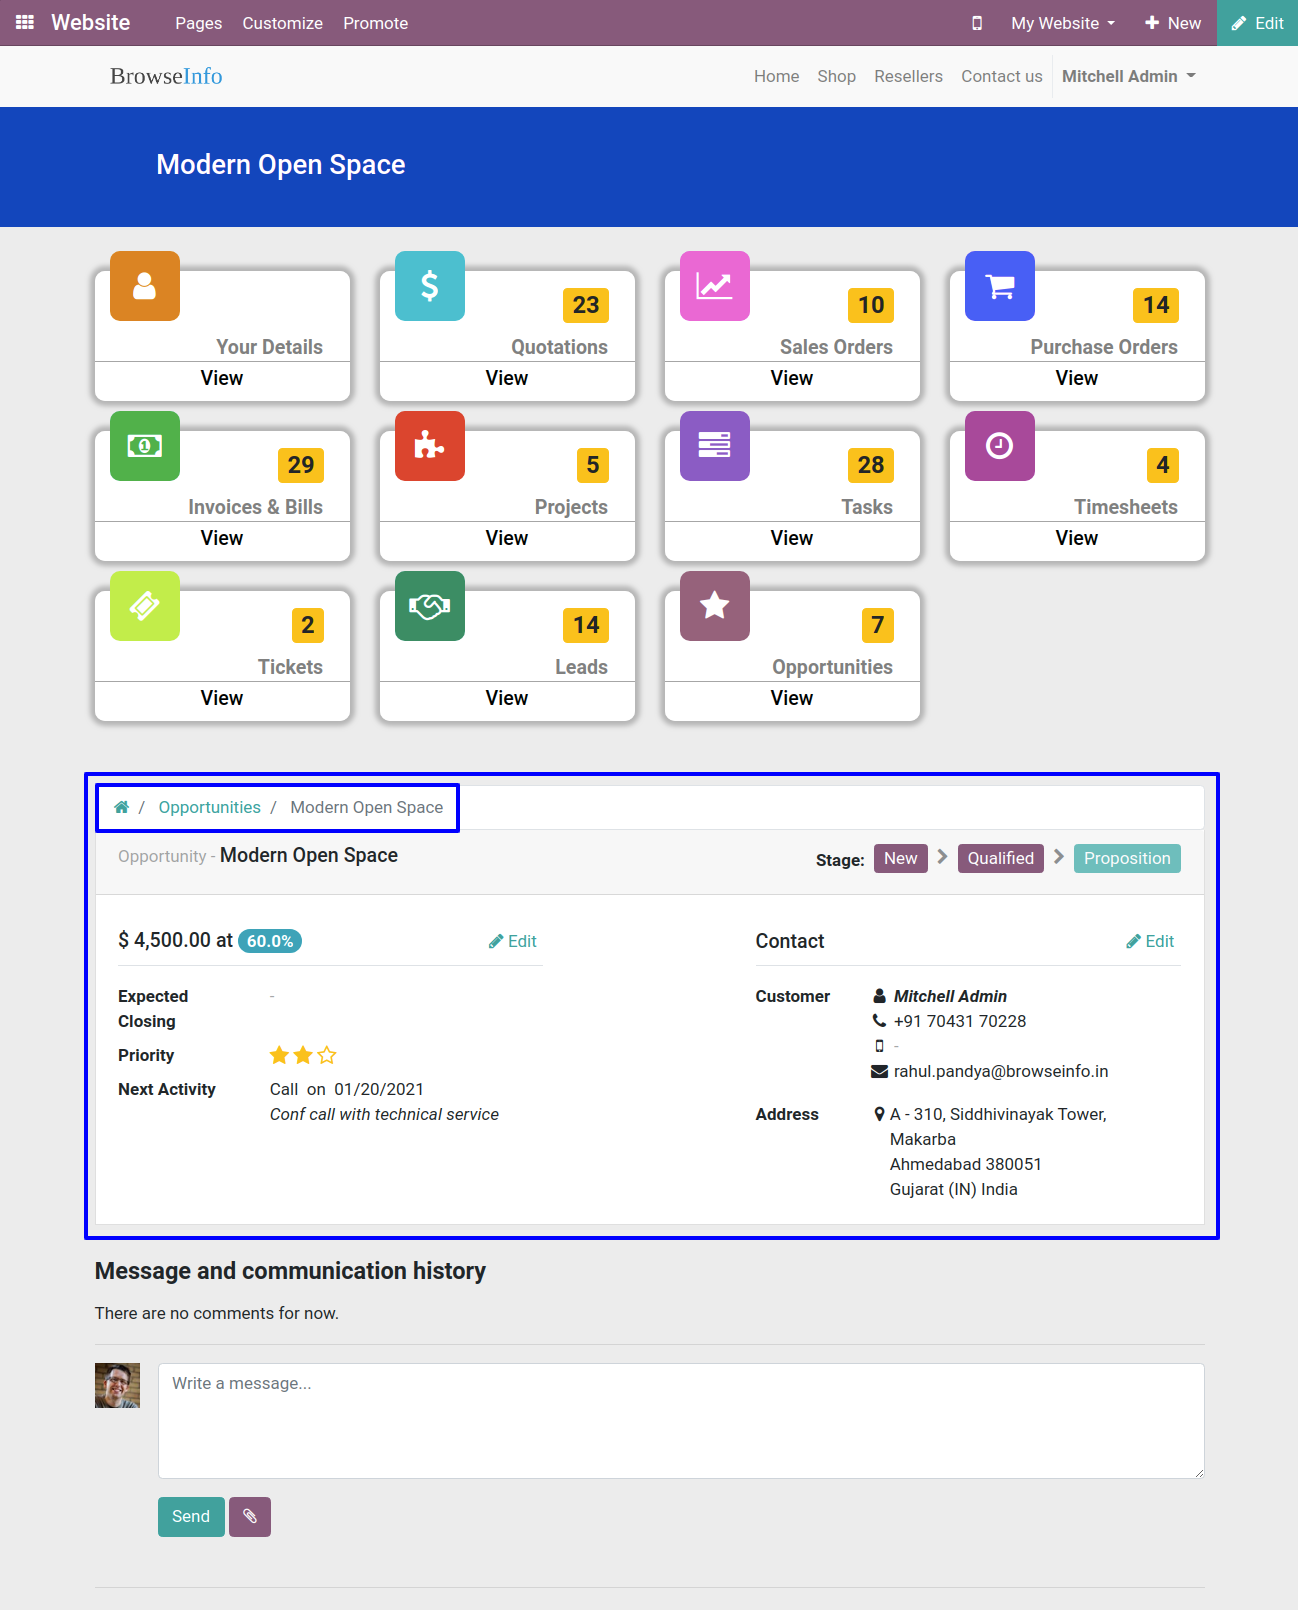 Website Pages Customize Promote My Website New Edit
BrowseInfo Home Shop Resellers Contact us Mitchell Admin
Modern Open Space
23 10 14
Your Details Quotations Sales Orders Purchase Orders
View View View View
29 5 28 4
Invoices & Bills Projects Tasks Timesheets
View View View View
2 14 7
Tickets Leads Opportunities
View View View
/ Opportunities / Modern Open Space
Opportunity - Modern Open Space Stage: New Qualified Proposition
$ 4,500.00 at 60.0% Edit
Expected Closing -
Priority
Next Activity Call on 01/20/2021
Conf call with technical service
Contact Edit
Customer Mitchell Admin
+91 70431 70228
-
rahul.pandya@browseinfo.in
Address A - 310, Siddhivinayak Tower,
Makarba
Ahmedabad 380051
Gujarat (IN) India
Message and communication history
There are no comments for now.
Write a message...
Send